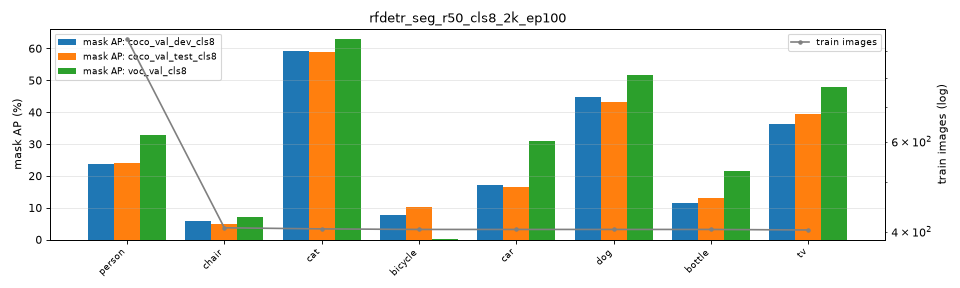 rfdetr_seg_r50_cls8_2k_ep100
mask AP: coco_val_dev_cls8
mask AP: coco_val_test_cls8
mask AP: voc_val_cls8
train images
mask AP (%)
60
50
40
30
20
10
0
6 × 10²
4 × 10²
train images (log)
person
chair
cat
bicycle
car
dog
bottle
tv